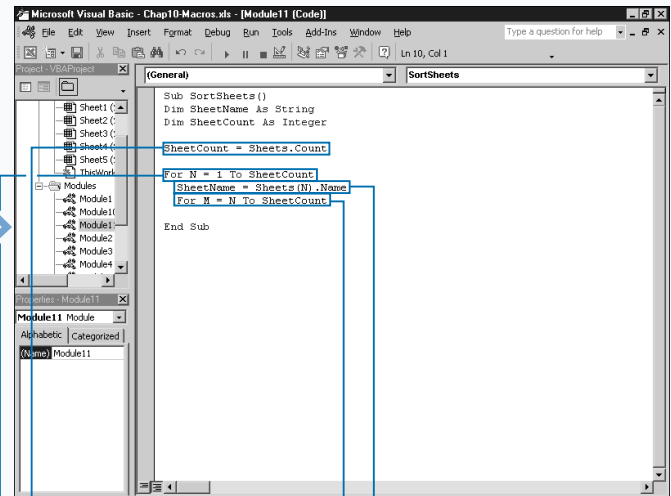 Microsoft Visual Basic - Chap10-Macros.xls - [Module11 (Code)]
File Edit View Insert Format Debug Run Tools Add-Ins Window Help
Type a question for help
Ln 10, Col 1
Project - VBAProject
(General)
SortSheets
Sheet1
Sheet2
Sheet3
Sheet4
Sheet5
ThisWork
Modules
Module1
Module10
Module1
Module2
Module3
Module4
Sub SortSheets()
Dim SheetName As String
Dim SheetCount As Integer
SheetCount = Sheets.Count
For N = 1 To SheetCount
SheetName = Sheets(N).Name
For M = N To SheetCount
End Sub
Properties - Module11
Module11 Module
Alphabetic Categorized
(Name) Module11